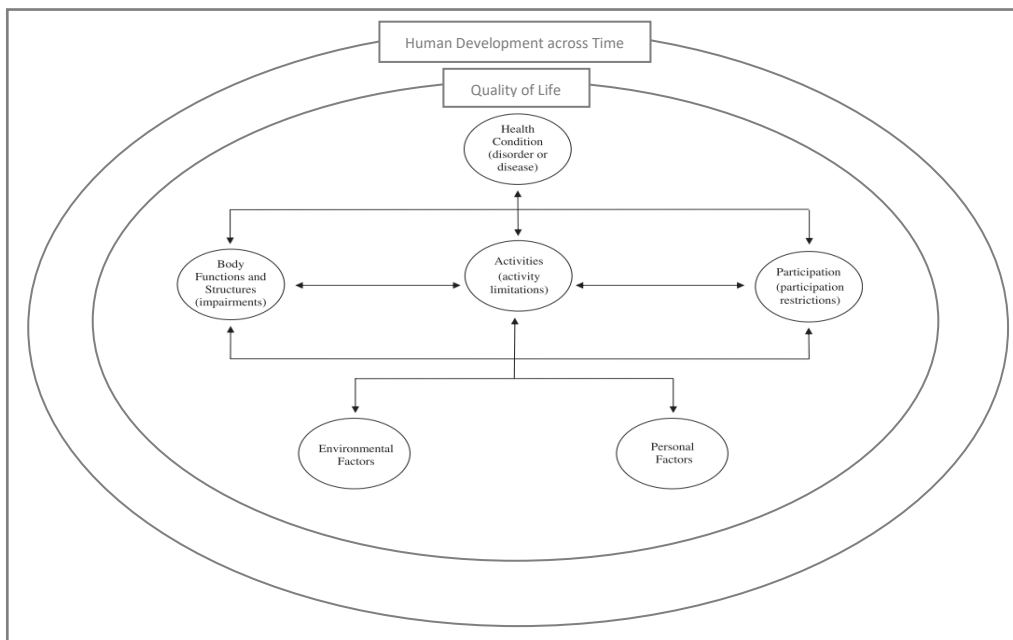 Human Development across Time
Quality of Life
Health
Condition
(disorder or
disease)
Body
Functions and
Structures
(impairments)
Activities
(activity
limitations)
Participation
(participation
restrictions)
Environmental
Factors
Personal
Factors